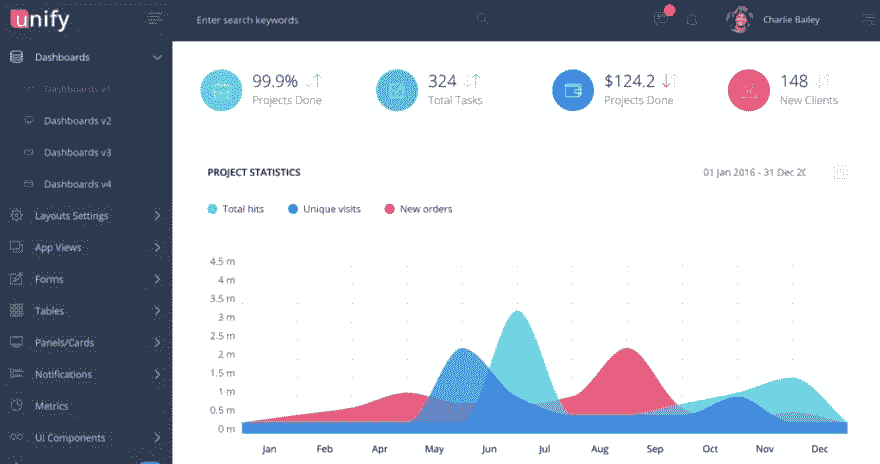 unify
Enter search keywords
Charlie Bailey
Dashboards
Dashboards v1
Dashboards v2
Dashboards v3
Dashboards v4
Layouts Settings
App Views
Forms
Tables
Panels/Cards
Notifications
Metrics
UI Components
99.9%
Projects Done
324
Total Tasks
$124.2
Projects Done
148
New Clients
PROJECT STATISTICS
01 Jan 2016 - 31 Dec 20
Total hits
Unique visits
New orders
4.5 m
4 m
3.5 m
3 m
2.5 m
2 m
1.5 m
1 m
0.5 m
0 m
Jan Feb Apr May Jun Jul Aug Sep Oct Nov Dec